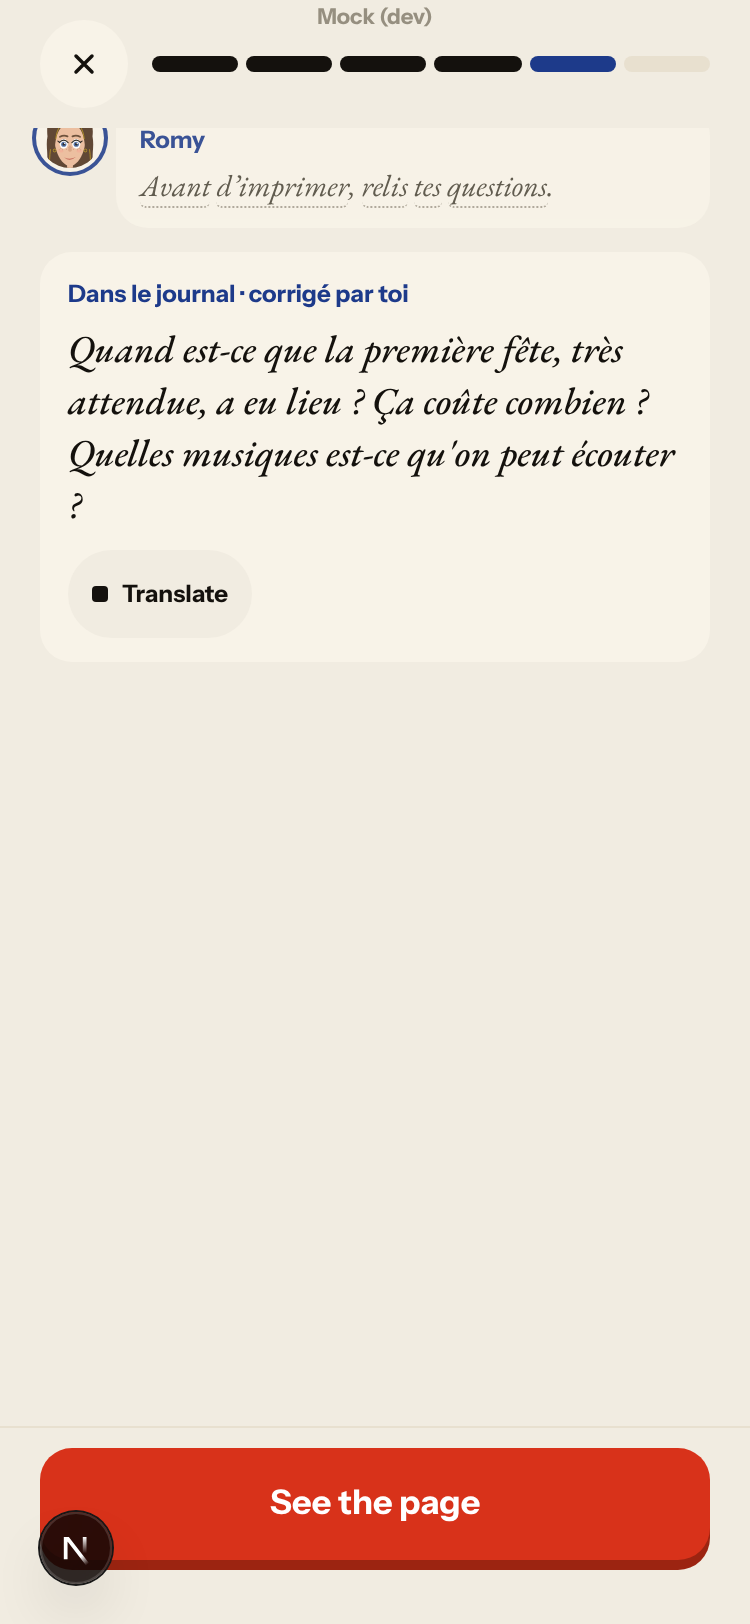 Mock (dev)
Romy
Avant d’imprimer, relis tes questions.
Dans le journal · corrigé par toi
Quand est-ce que la première fête, très
attendue, a eu lieu ? Ça coûte combien ?
Quelles musiques est-ce qu'on peut écouter
?
Translate
See the page
N